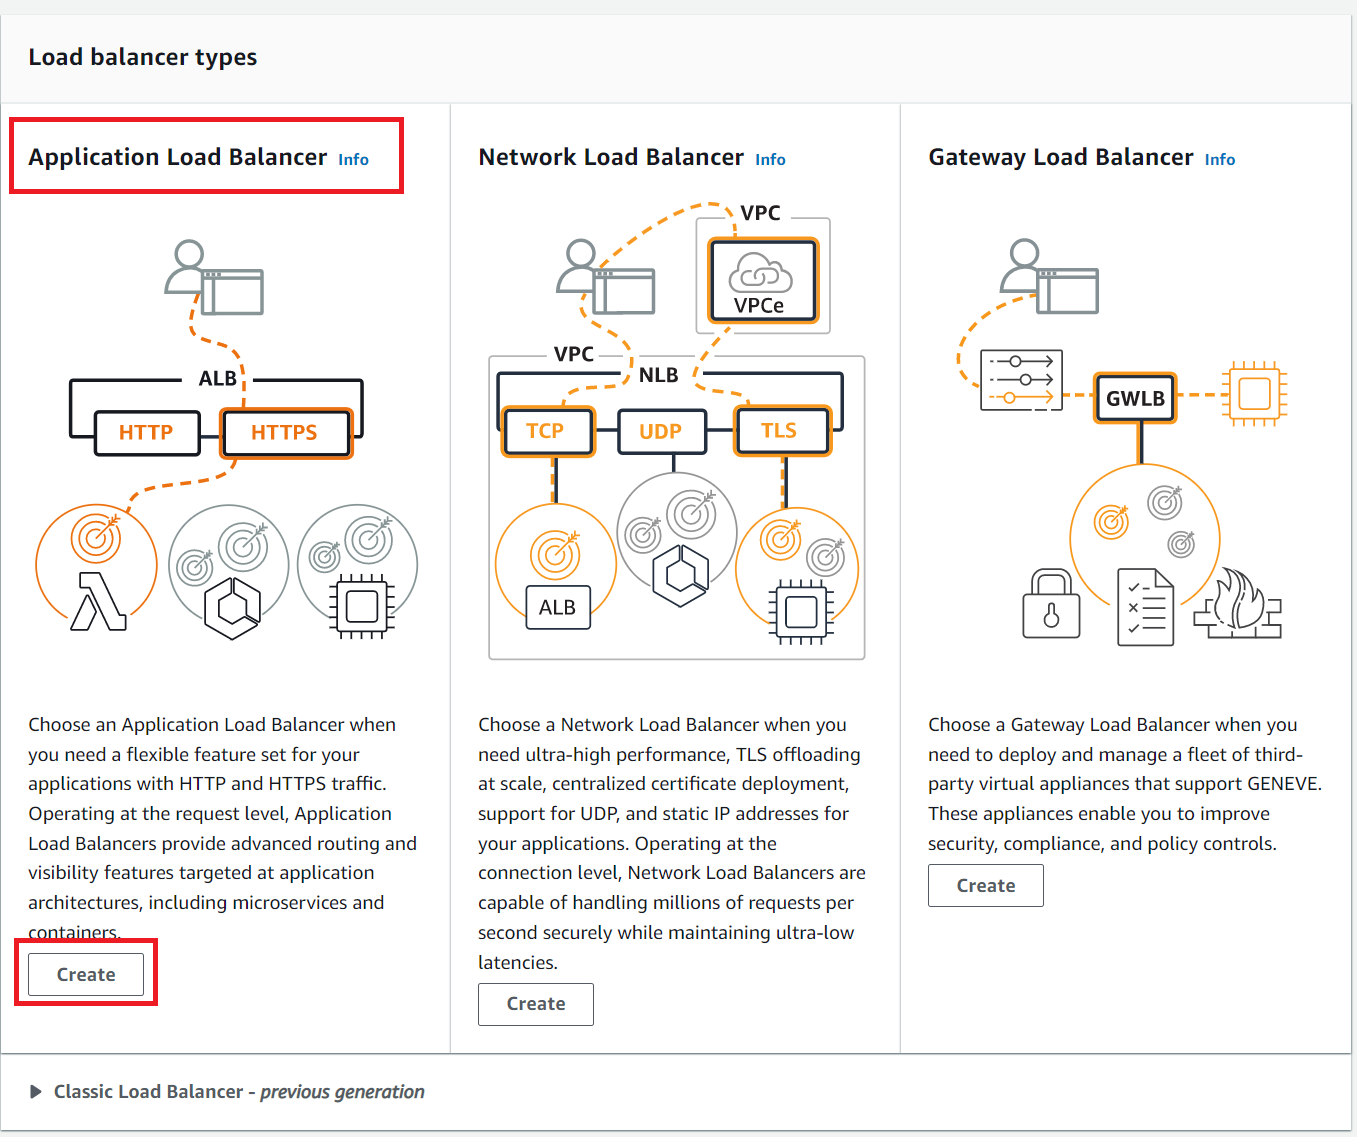 Load balancer types
Application Load Balancer Info
ALB
HTTP
HTTPS
Choose an Application Load Balancer when
you need a flexible feature set for your
applications with HTTP and HTTPS traffic.
Operating at the request level, Application
Load Balancers provide advanced routing and
visibility features targeted at application
architectures, including microservices and
containers.
Create
Network Load Balancer Info
VPC
VPCe
VPC
NLB
TCP
UDP
TLS
ALB
Choose a Network Load Balancer when you
need ultra-high performance, TLS offloading
at scale, centralized certificate deployment,
support for UDP, and static IP addresses for
your applications. Operating at the
connection level, Network Load Balancers are
capable of handling millions of requests per
second securely while maintaining ultra-low
latencies.
Create
Gateway Load Balancer Info
GWLB
Choose a Gateway Load Balancer when you
need to deploy and manage a fleet of third-
party virtual appliances that support GENEVE.
These appliances enable you to improve
security, compliance, and policy controls.
Create
Classic Load Balancer - previous generation